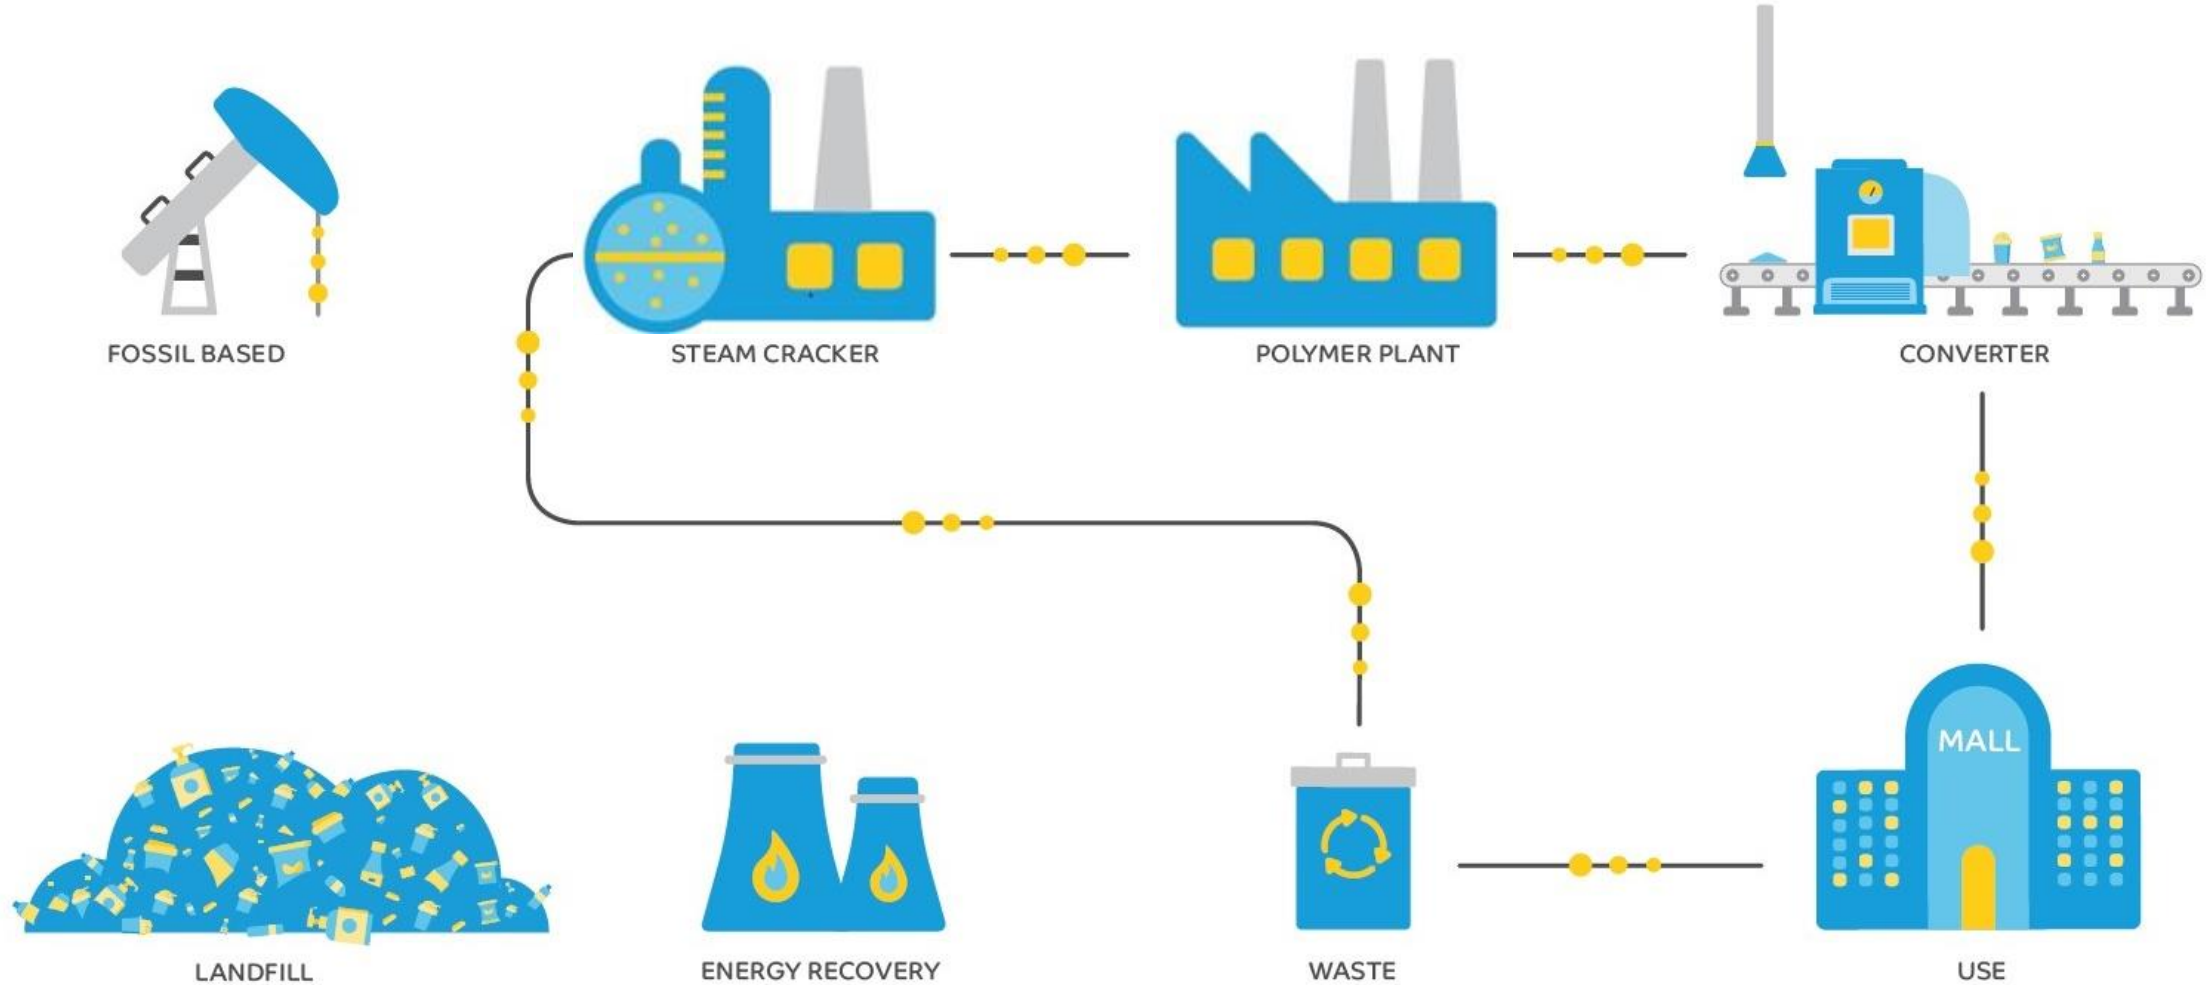 FOSSIL BASED
STEAM CRACKER
POLYMER PLANT
CONVERTER
MALL
LANDFILL
ENERGY RECOVERY
WASTE
USE